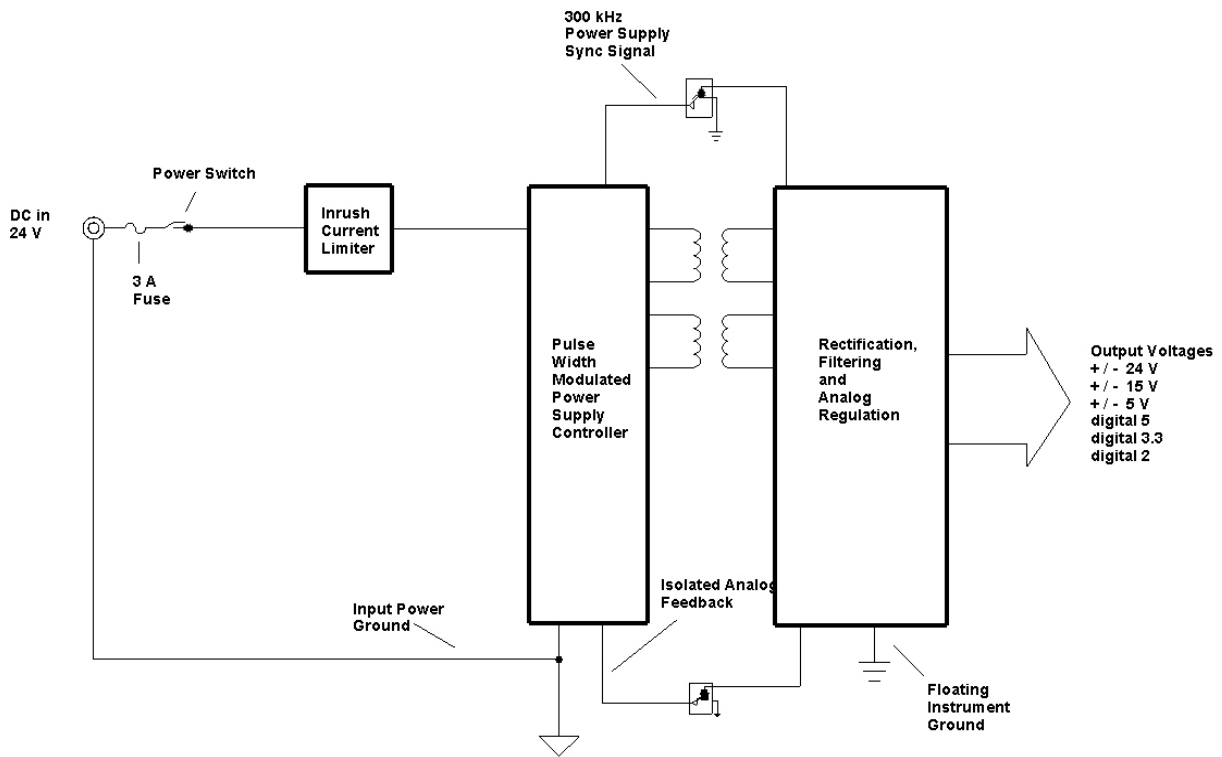 300 kHz
Power Supply
Sync Signal
Power Switch
DC in
24 V
3 A
Fuse
Inrush
Current
Limiter
Pulse
Width
Modulated
Power
Supply
Controller
Rectification,
Filtering
and
Analog
Regulation
Output Voltages
+ / - 24 V
+ / - 15 V
+ / - 5 V
digital 5
digital 3.3
digital 2
Isolated Analog
Feedback
Input Power
Ground
Floating
Instrument
Ground